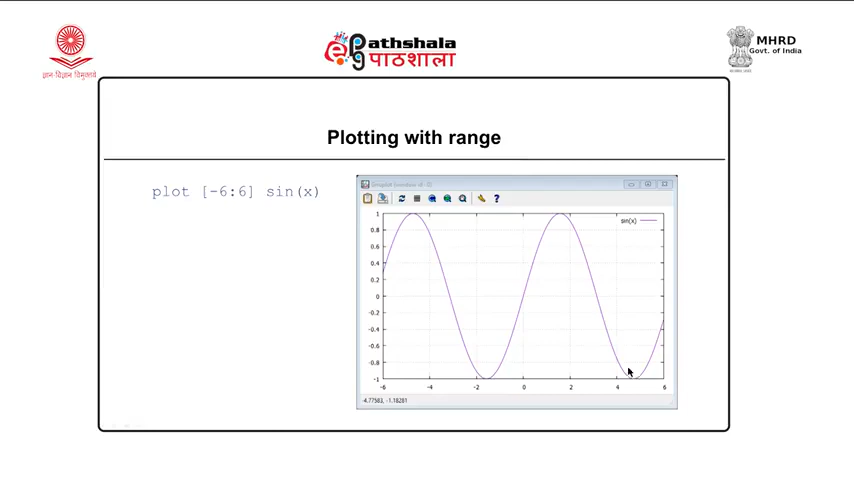 ज्ञान-विज्ञान विमुक्तये
athshala
पाठशाला
MHRD
Govt. of India
Plotting with range
plot [-6:6] sin(x)
sin(x)
1
0.8
0.6
0.4
0.2
0
-0.2
-0.4
-0.6
-0.8
-1
-6
-4
-2
0
2
4
6
4.77583, -1.18281